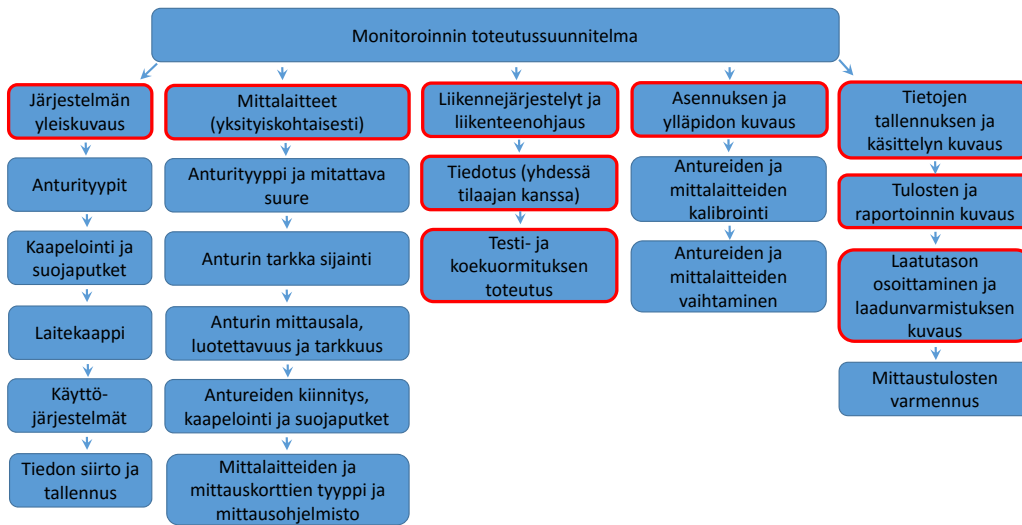 Monitoroinnin toteutussuunnitelma
Järjestelmän
yleiskuvaus
Anturityypit
Kaapelointi ja
suojaputket
Laitekaappi
Käyttö-
järjestelmät
Tiedon siirto ja
tallennus
Mittalaitteet
(yksityiskohtaisesti)
Anturityyppi ja mitattava
suure
Anturin tarkka sijainti
Anturin mittausala,
luotettavuus ja tarkkuus
Antureiden kiinnitys,
kaapelointi ja suojaputket
Mittalaitteiden ja
mittauskorttien tyyppi ja
mittausohjelmisto
Liikennejärjestelyt ja
liikenteenohjaus
Tiedotus (yhdessä
tilaajan kanssa)
Testi- ja
koekuormituksen
toteutus
Asennuksen ja
ylläpidon kuvaus
Antureiden ja
mittalaitteiden
kalibrointi
Antureiden ja
mittalaitteiden
vaihtaminen
Tietojen
tallennuksen ja
käsittelyn kuvaus
Tulosten ja
raportoinnin kuvaus
Laatutason
osoittaminen ja
laadunvarmistuksen
kuvaus
Mittaustulosten
varmennus